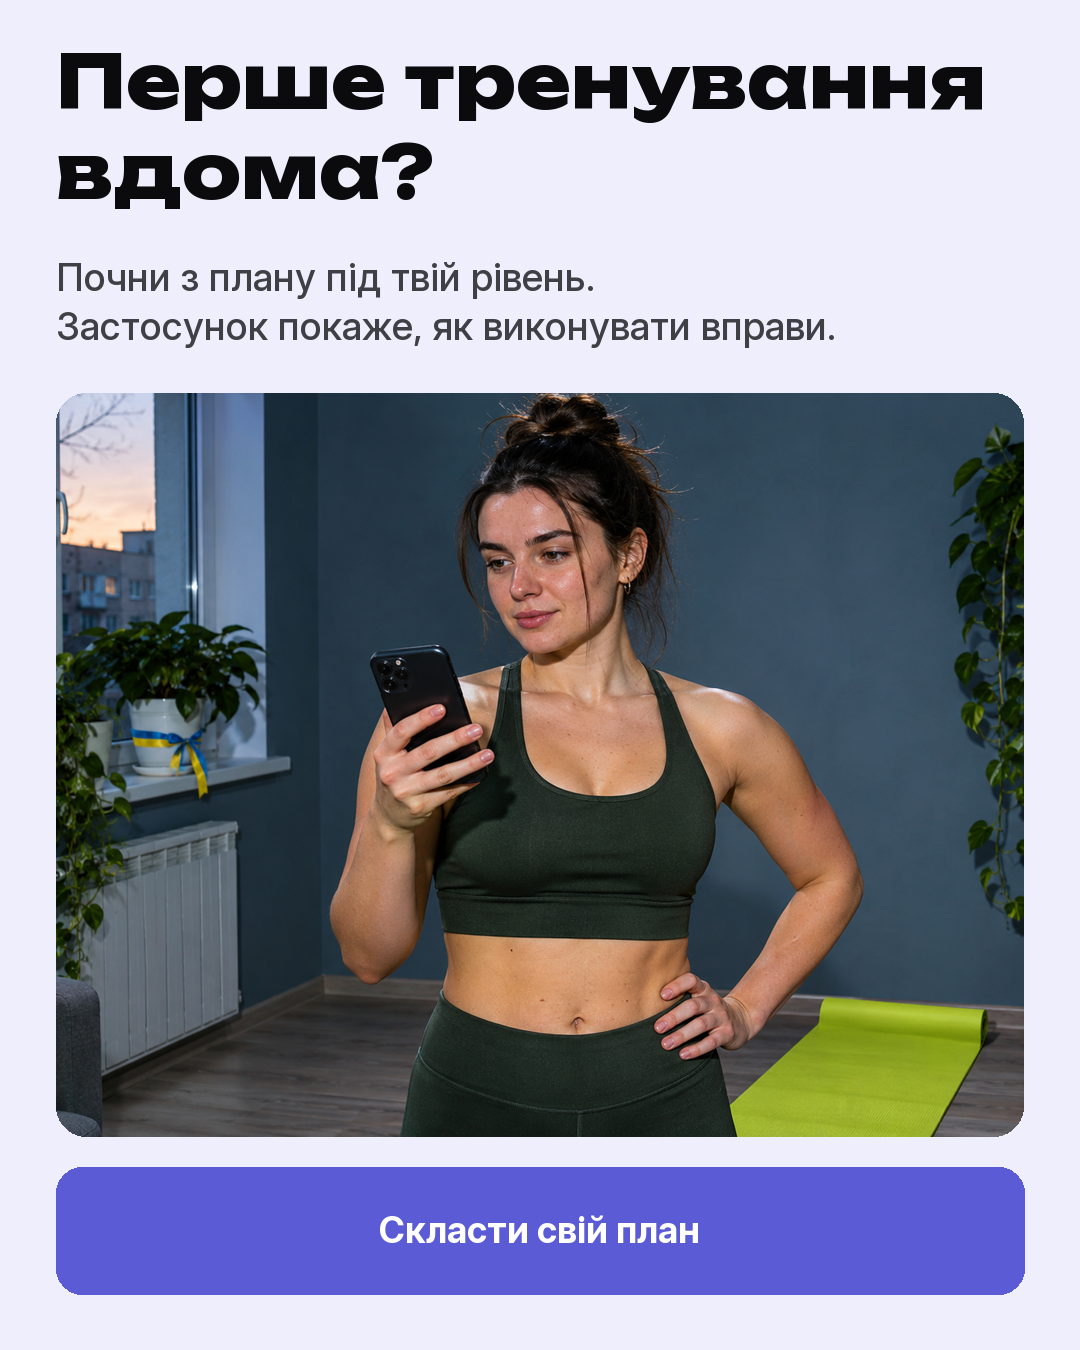 Перше тренування
вдома?
Почни з плану під твій рівень.
Застосунок покаже, як виконувати вправи.
Скласти свій план